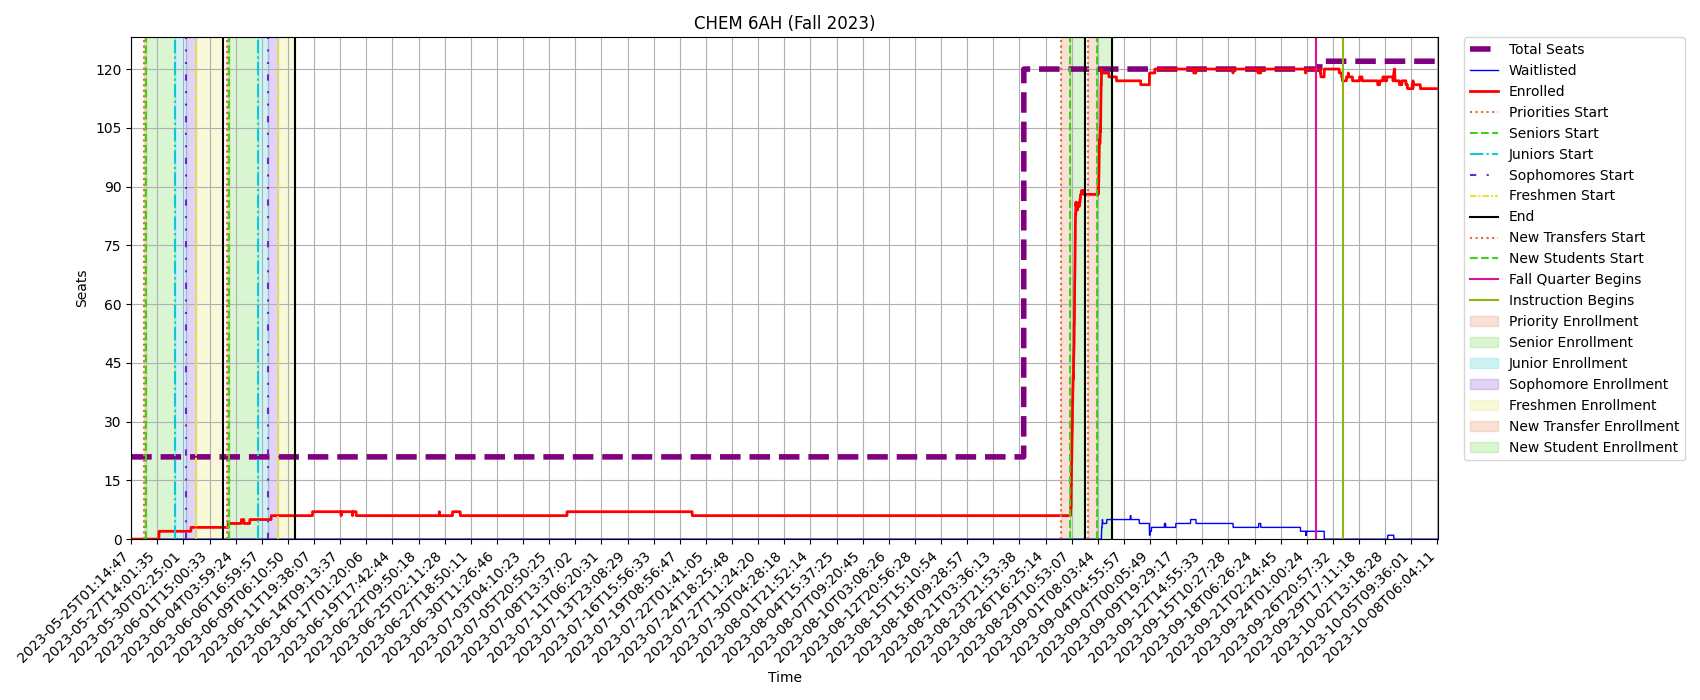 CHEM 6AH (Fall 2023)
Seats
120
105
90
75
60
45
30
15
0
2023-05-25T01:14:47
2023-05-27T14:01:35
2023-05-30T02:25:01
2023-06-01T15:00:33
2023-06-04T03:59:24
2023-06-06T16:59:57
2023-06-09T06:10:50
2023-06-11T19:38:07
2023-06-14T09:13:37
2023-06-17T01:20:06
2023-06-19T17:42:44
2023-06-22T09:50:18
2023-06-25T02:11:28
2023-06-27T18:50:11
2023-06-30T11:26:46
2023-07-03T04:10:23
2023-07-05T20:50:25
2023-07-08T13:37:02
2023-07-11T06:20:31
2023-07-13T23:08:29
2023-07-16T15:56:33
2023-07-19T08:56:47
2023-07-22T01:41:05
2023-07-24T18:25:48
2023-07-27T11:24:20
2023-07-30T04:28:18
2023-08-01T21:52:14
2023-08-04T15:37:25
2023-08-07T09:20:45
2023-08-10T03:08:26
2023-08-12T20:56:28
2023-08-15T15:10:54
2023-08-18T09:28:57
2023-08-21T03:36:13
2023-08-23T21:53:38
2023-08-26T16:25:14
2023-08-29T10:53:07
2023-09-01T08:03:44
2023-09-04T04:55:57
2023-09-07T00:05:49
2023-09-09T19:29:17
2023-09-12T14:55:33
2023-09-15T10:27:28
2023-09-18T06:26:24
2023-09-21T02:24:45
2023-09-24T01:00:24
2023-09-26T20:57:32
2023-09-29T17:11:18
2023-10-02T13:18:28
2023-10-05T09:36:01
2023-10-08T06:04:11
Time
Total Seats
Waitlisted
Enrolled
Priorities Start
Seniors Start
Juniors Start
Sophomores Start
Freshmen Start
End
New Transfers Start
New Students Start
Fall Quarter Begins
Instruction Begins
Priority Enrollment
Senior Enrollment
Junior Enrollment
Sophomore Enrollment
Freshmen Enrollment
New Transfer Enrollment
New Student Enrollment